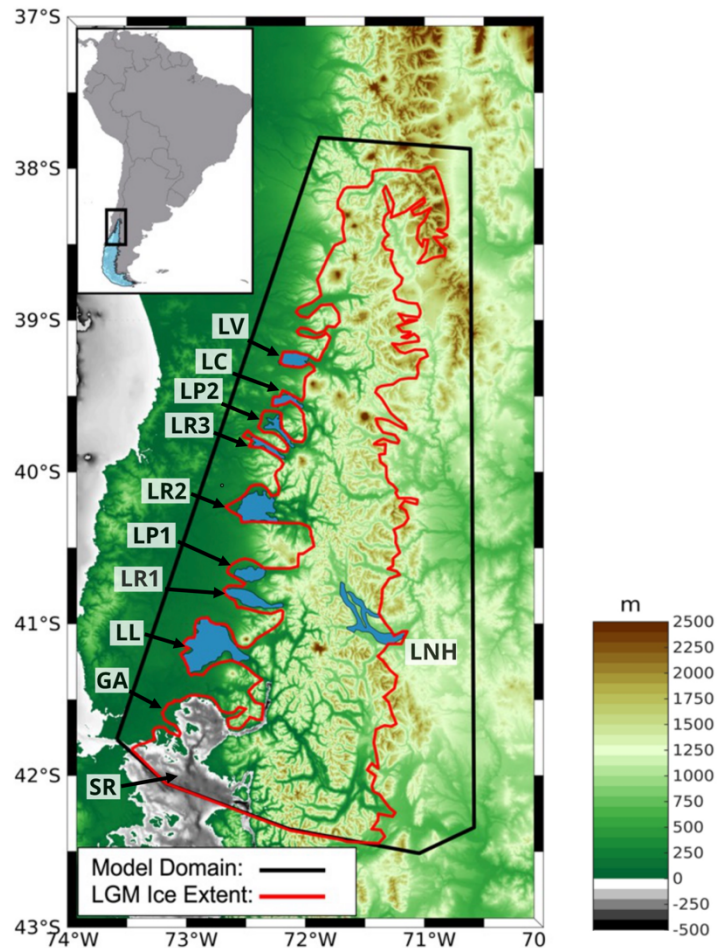 37°S
38°S
39°S
40°S
41°S
42°S
43°S
74°W
73°W
72°W
71°W
70°
LV
LC
LP2
LR3
LR2
LP1
LR1
LL
GA
SR
LNH
Model Domain:
LGM Ice Extent:
m
2500
2250
2000
1750
1500
1250
1000
750
500
250
0
-125
-250
-375
-500